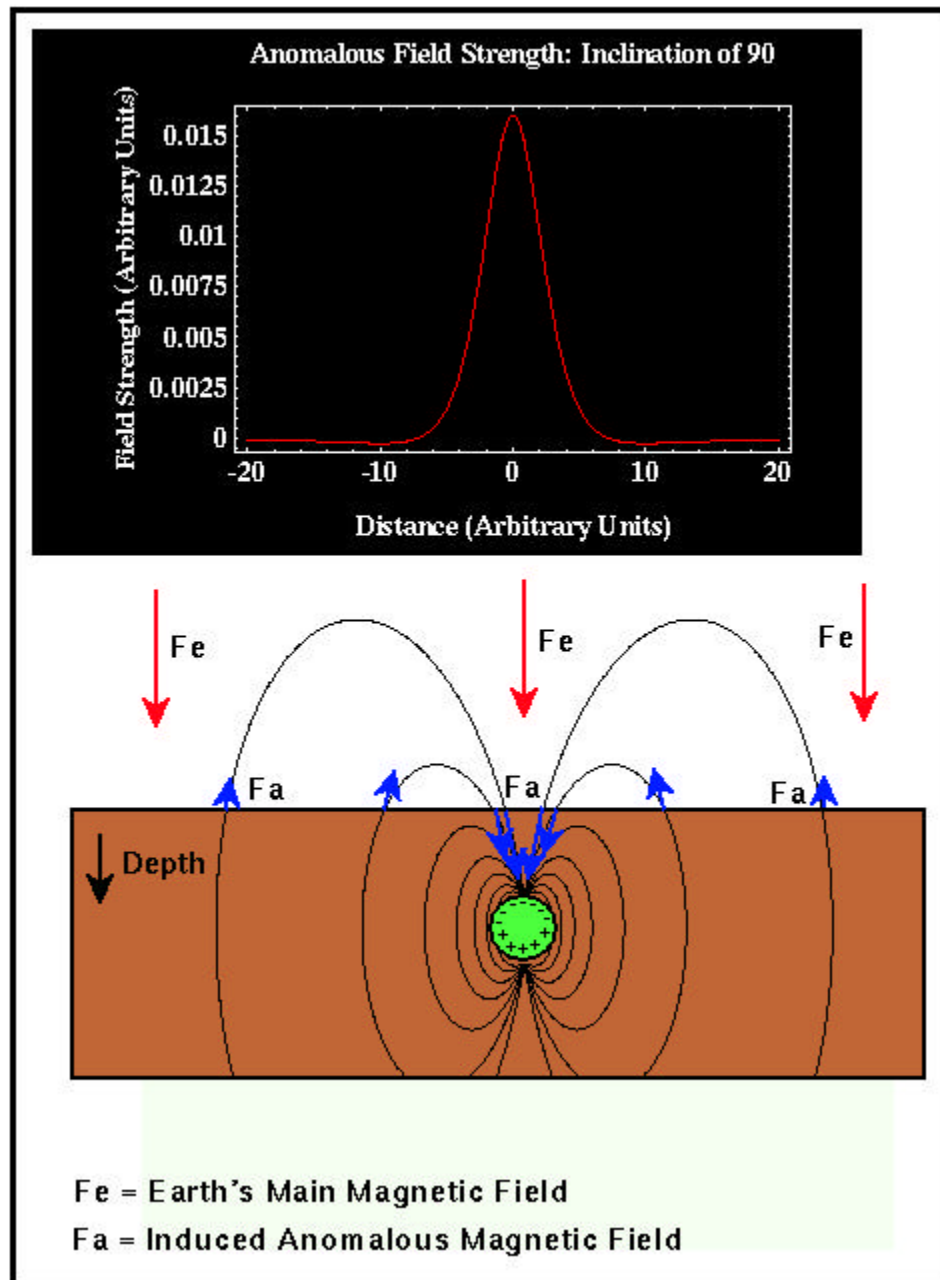 Anomalous Field Strength: Inclination of 90
Field Strength (Arbitrary Units)
0.015
0.0125
0.01
0.0075
0.005
0.0025
0
-20 -10 0 10 20
Distance (Arbitrary Units)
Fe Fe Fe
Fa Fa Fa
Depth
Fe = Earth's Main Magnetic Field
Fa = Induced Anomalous Magnetic Field